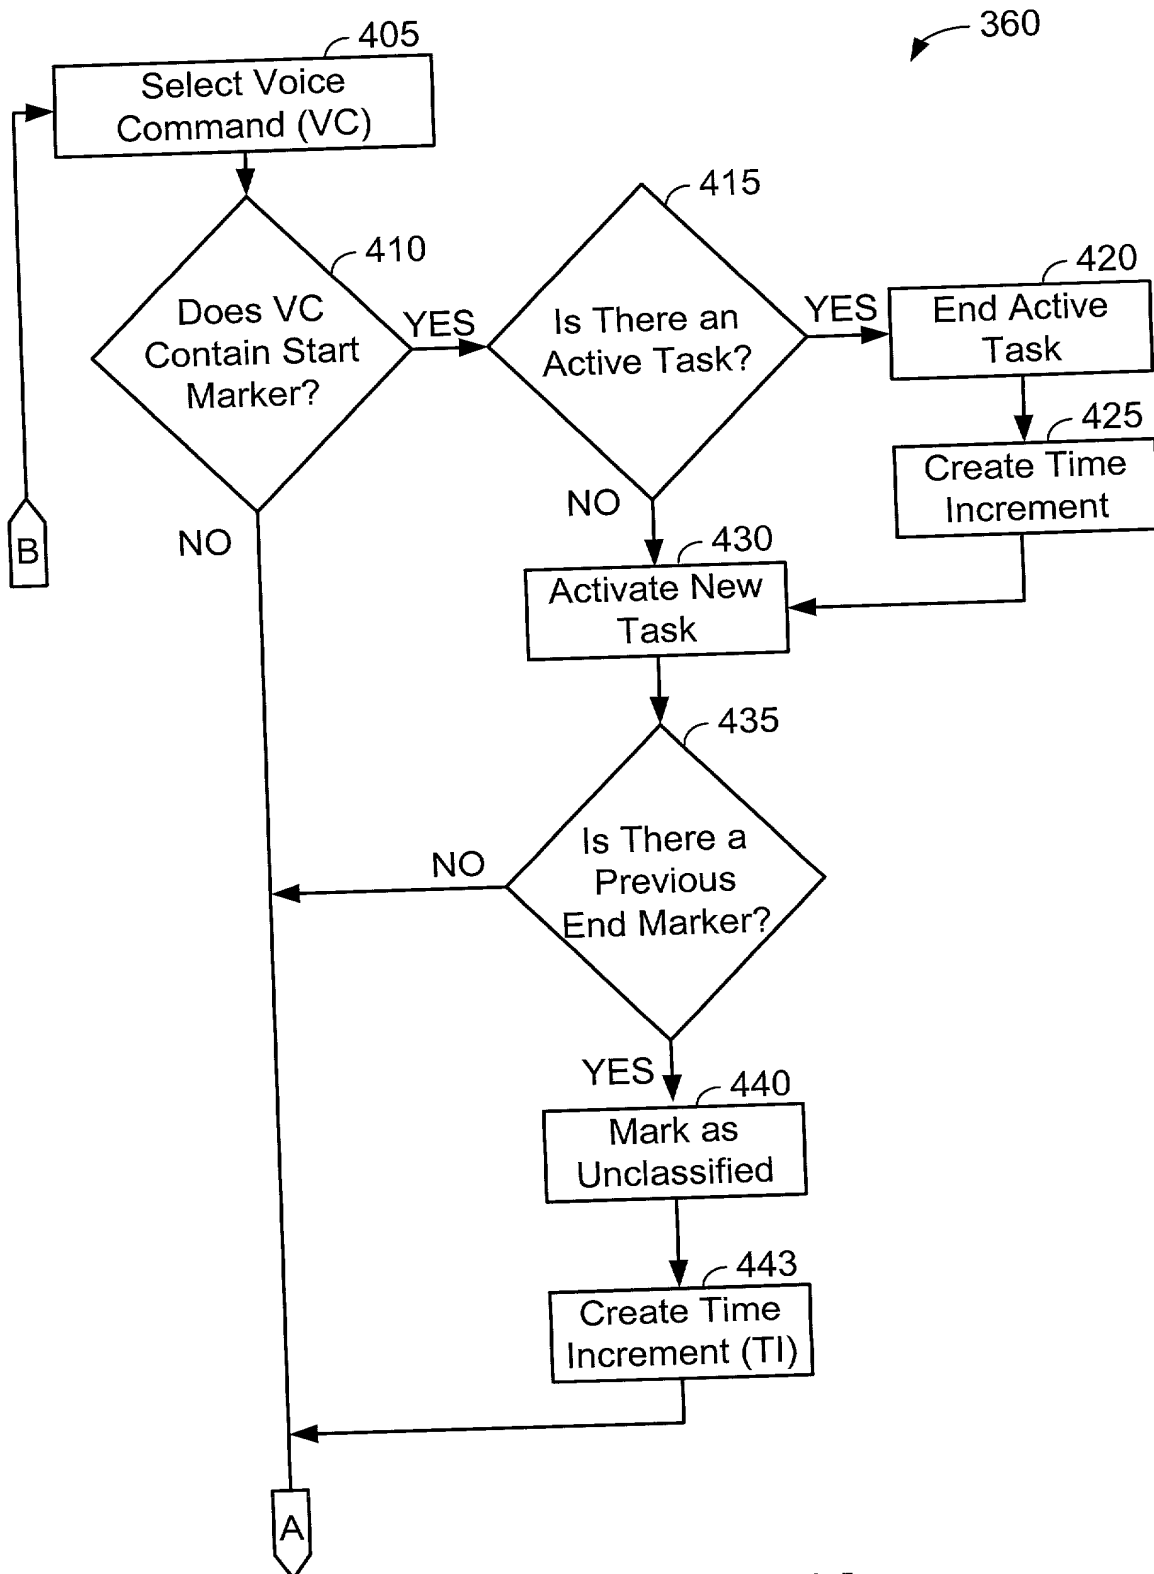 360
405
Select Voice
Command (VC)
410
Does VC
Contain Start
Marker?
YES
NO
415
Is There an
Active Task?
YES
NO
420
End Active
Task
425
Create Time
Increment
430
Activate New
Task
435
Is There a
Previous
End Marker?
NO
YES
440
Mark as
Unclassified
443
Create Time
Increment (TI)
B
A